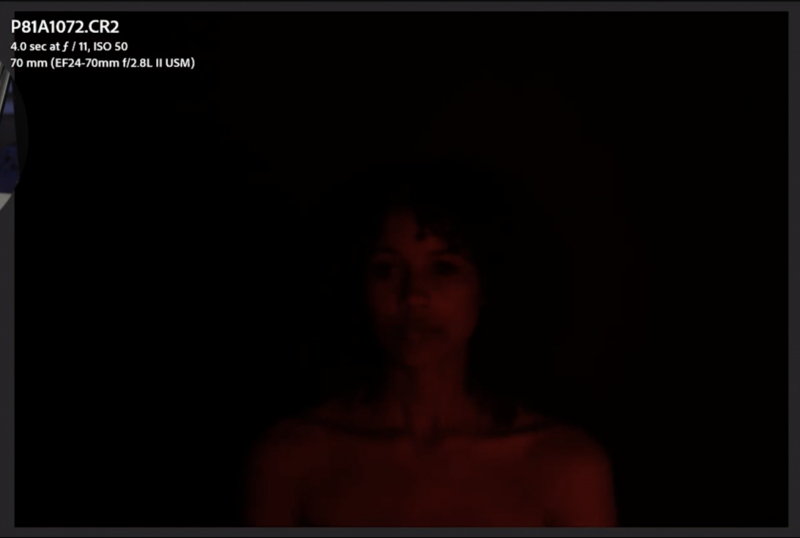 P81A1072.CR2
4.0 sec at ƒ / 11, ISO 50
70 mm (EF24-70mm f/2.8L II USM)